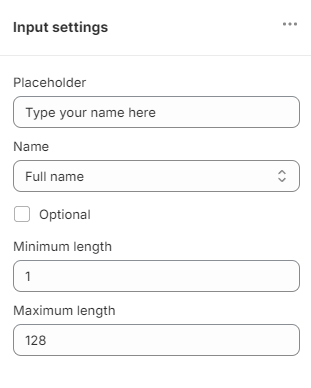 Input settings
Placeholder
Type your name here
Name
Full name
Optional
Minimum length
1
Maximum length
128